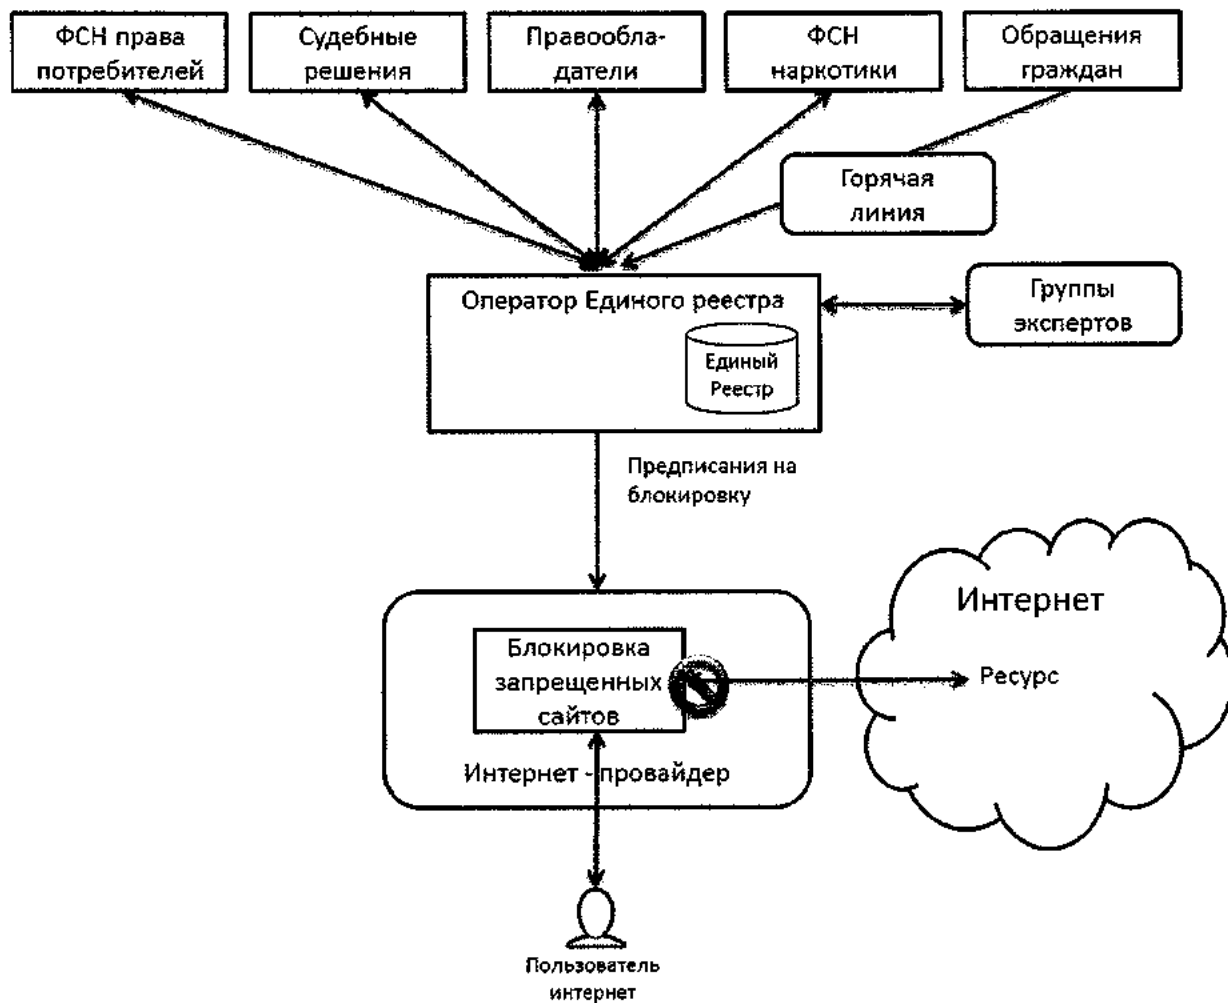 ФСН права
потребителей
Судебные
решения
Правообла-
датели
ФСН
наркотики
Обращения
граждан
Горячая
линия
Оператор Единого реестра
Группы
экспертов
Единый
Реестр
Предписания на
блокировку
Интернет
Блокировка
запрещенных
сайтов
Ресурс
Интернет - провайдер
Пользователь
интернет